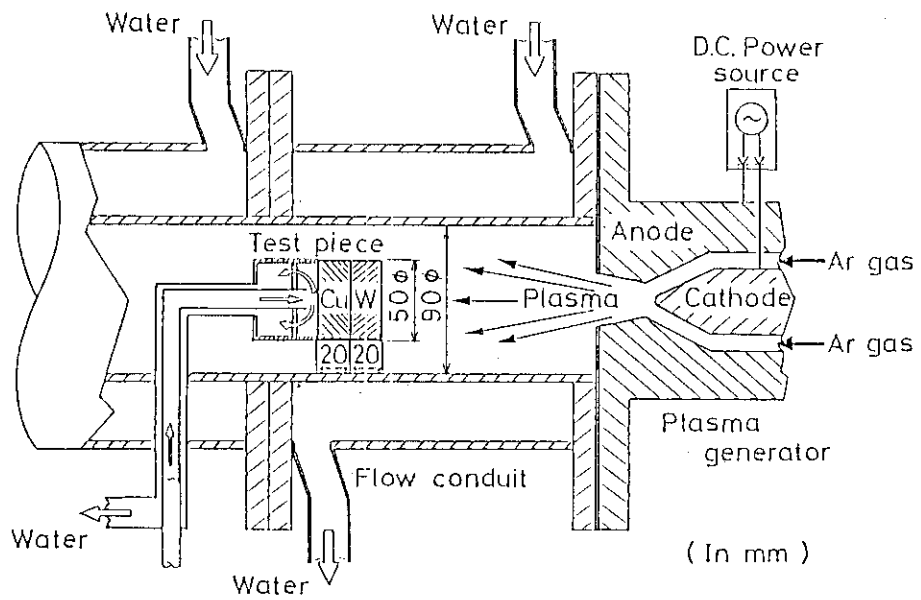 Water
Water
D.C. Power
source
Test piece
Anode
Ar gas
Cu W
50φ
90φ
Plasma
Cathode
20 20
Ar gas
Plasma
generator
Flow conduit
Water
Water
( In mm )